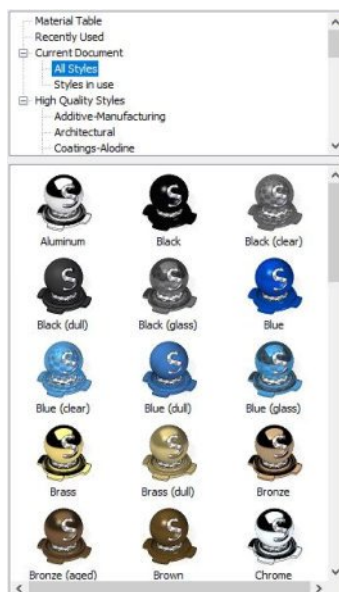 Material Table
Recently Used
Current Document
All Styles
Styles in use
High Quality Styles
Additive-Manufacturing
Architectural
Coatings-Alodine
Aluminum
Black
Black (clear)
Black (dull)
Black (glass)
Blue
Blue (clear)
Blue (dull)
Blue (glass)
Brass
Brass (dull)
Bronze
Bronze (aged)
Brown
Chrome